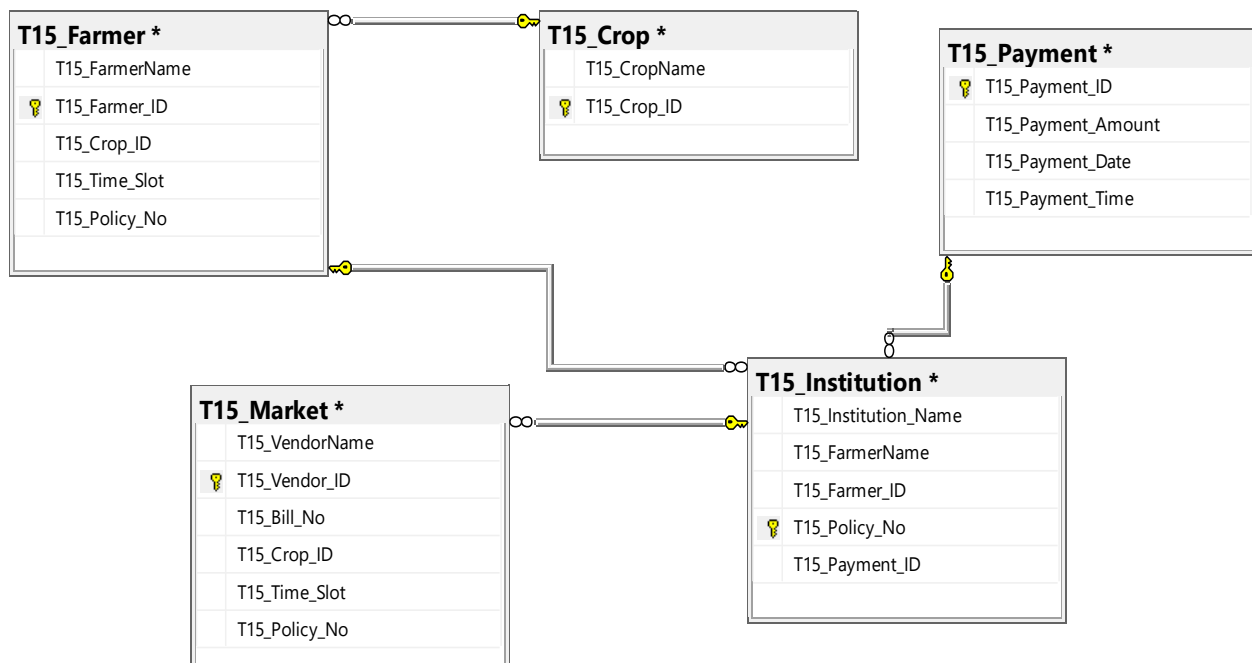 T15_Farmer *
T15_FarmerName
T15_Farmer_ID
T15_Crop_ID
T15_Time_Slot
T15_Policy_No
T15_Crop *
T15_CropName
T15_Crop_ID
T15_Payment *
T15_Payment_ID
T15_Payment_Amount
T15_Payment_Date
T15_Payment_Time
T15_Market *
T15_VendorName
T15_Vendor_ID
T15_Bill_No
T15_Crop_ID
T15_Time_Slot
T15_Policy_No
T15_Institution *
T15_Institution_Name
T15_FarmerName
T15_Farmer_ID
T15_Policy_No
T15_Payment_ID